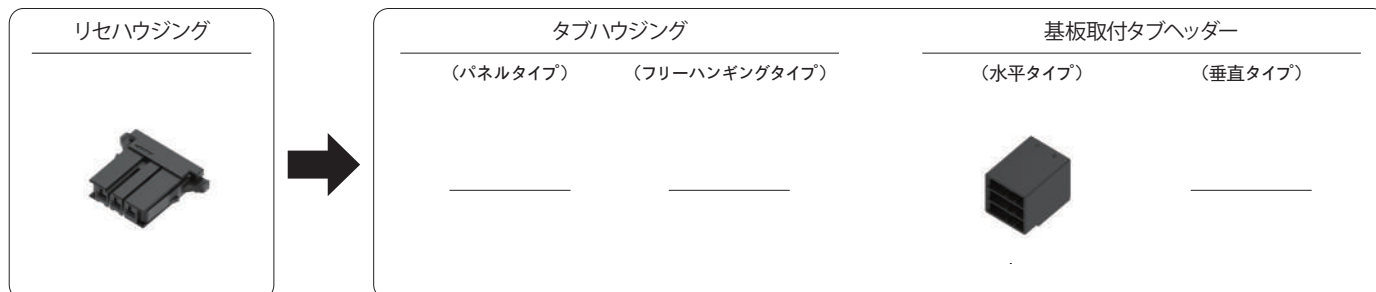 リセハウジング
タブハウジング
基板取付タブヘッダー
（パネルタイプ）
（フリーハンギングタイプ）
（水平タイプ）
（垂直タイプ）